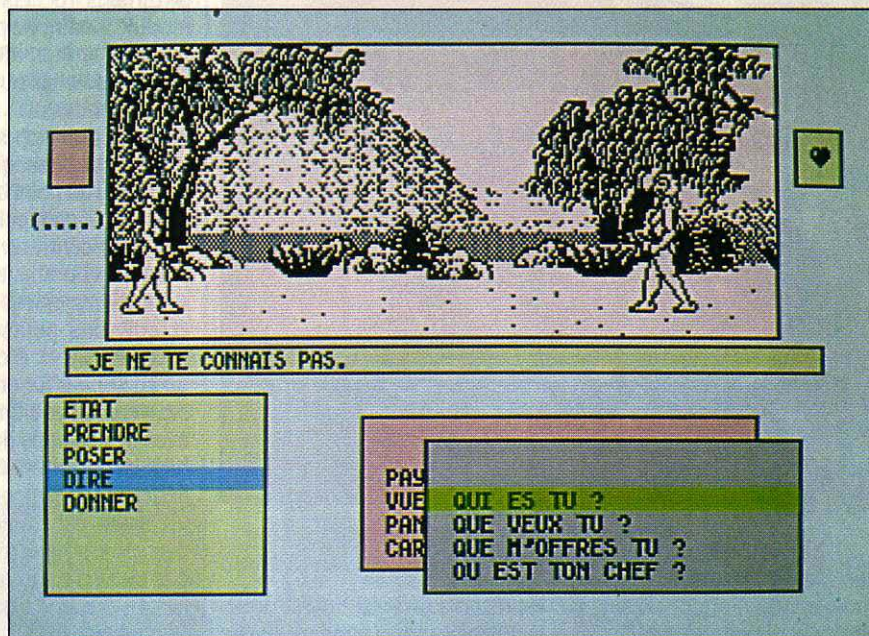 (....)
JE NE TE CONNAIS PAS.
ETAT
PRENDRE
POSER
DIRE
DONNER
PAY
VUE
PAN
CAR
QUI ES TU ?
QUE VEUX TU ?
QUE M'OFFRES TU ?
OU EST TON CHEF ?